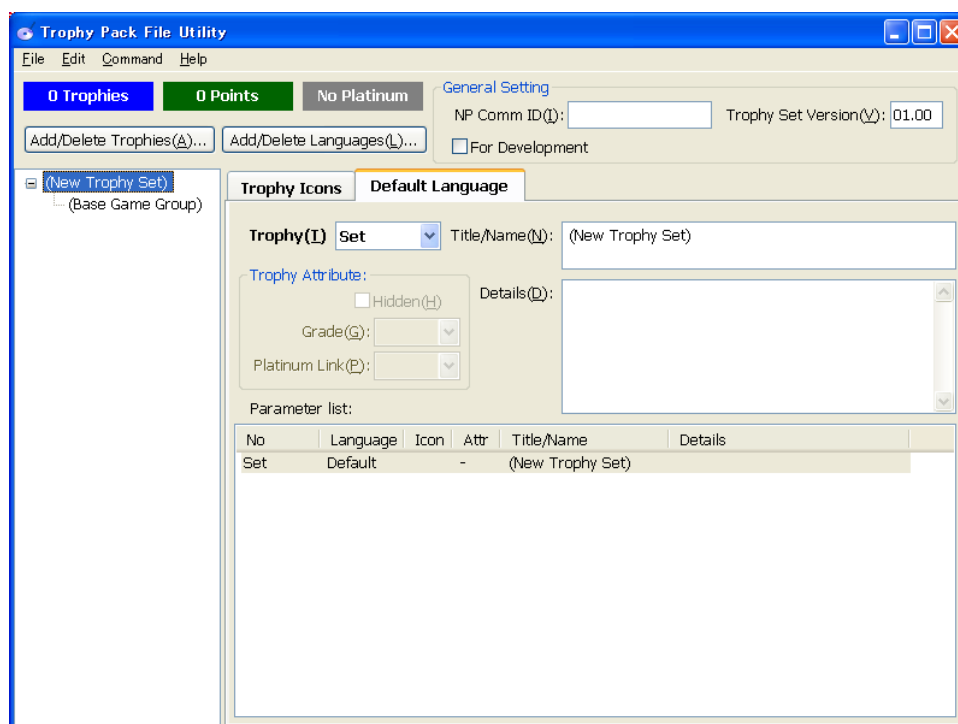 Trophy Pack File Utility
File Edit Command Help
0 Trophies 0 Points No Platinum
General Setting
NP Comm ID(I): Trophy Set Version(V): 01.00
Add/Delete Trophies(A)... Add/Delete Languages(L)...
For Development
(New Trophy Set)
(Base Game Group)
Trophy Icons Default Language
Trophy(T) Set Title/Name(N): (New Trophy Set)
Trophy Attribute:
Hidden(H)
Details(D):
Grade(G):
Platinum Link(P):
Parameter list:
No Language Icon Attr Title/Name Details
Set Default - (New Trophy Set)